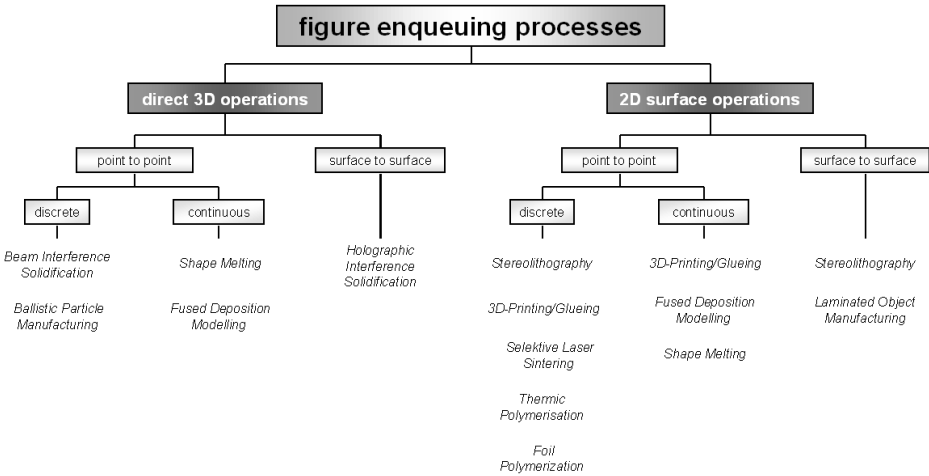 figure enqueuing processes
direct 3D operations
2D surface operations
point to point
surface to surface
point to point
surface to surface
discrete
continuous
discrete
continuous
Beam Interference
Solidification
Ballistic Particle
Manufacturing
Shape Melting
Fused Deposition
Modelling
Holographic
Interference
Solidification
Stereolithography
3D-Printing/Glueing
Selektive Laser
Sintering
Thermic
Polymerisation
Foil
Polymerization
3D-Printing/Glueing
Fused Deposition
Modelling
Shape Melting
Stereolithography
Laminated Object
Manufacturing